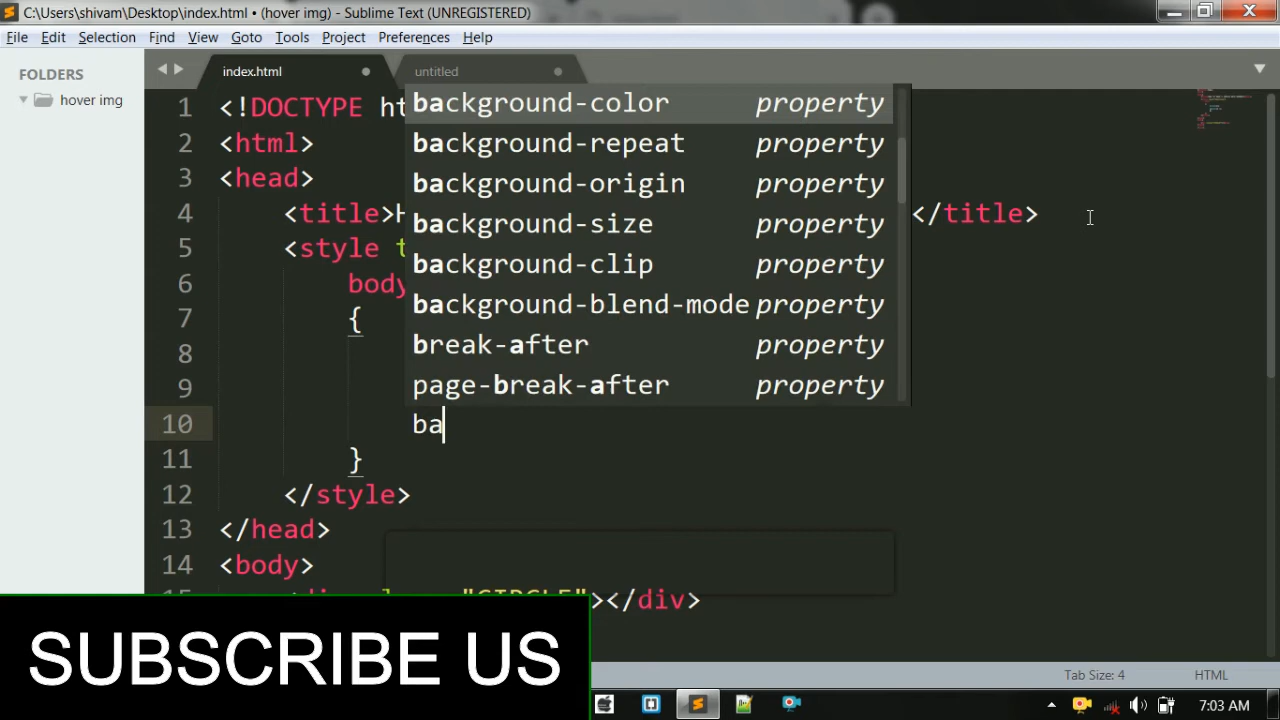 C:\Users\shivam\Desktop\index.html • (hover img) - Sublime Text (UNREGISTERED)
File Edit Selection Find View Goto Tools Project Preferences Help
FOLDERS
hover img
index.html untitled
1 <!DOCTYPE ht
2 <html>
3 <head>
4 <title>H </title>
5 <style t
6 body
7 {
8
9
10 ba
11 }
12 </style>
13 </head>
14 <body>
"CIRCLE"></div>
background-color property
background-repeat property
background-origin property
background-size property
background-clip property
background-blend-mode property
break-after property
page-break-after property
SUBSCRIBE US
Tab Size: 4 HTML
7:03 AM